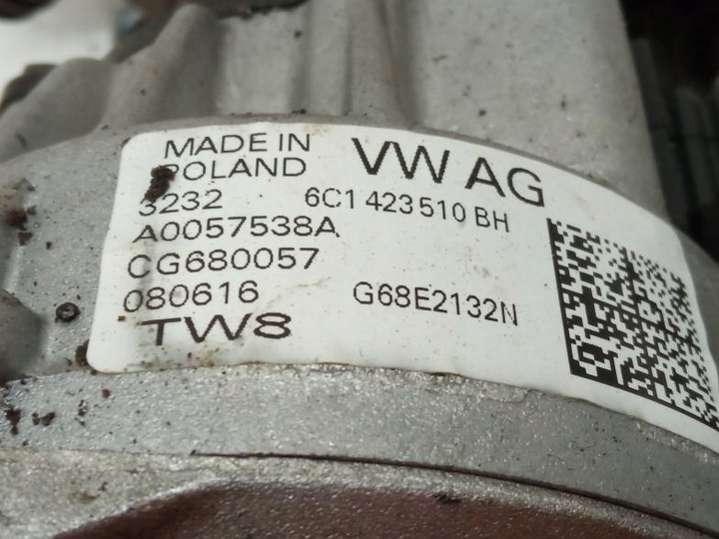 MADE IN
POLAND
VW AG
3232
6C1 423 510 BH
A0057538A
CG680057
080616
G68E2132N
TW8